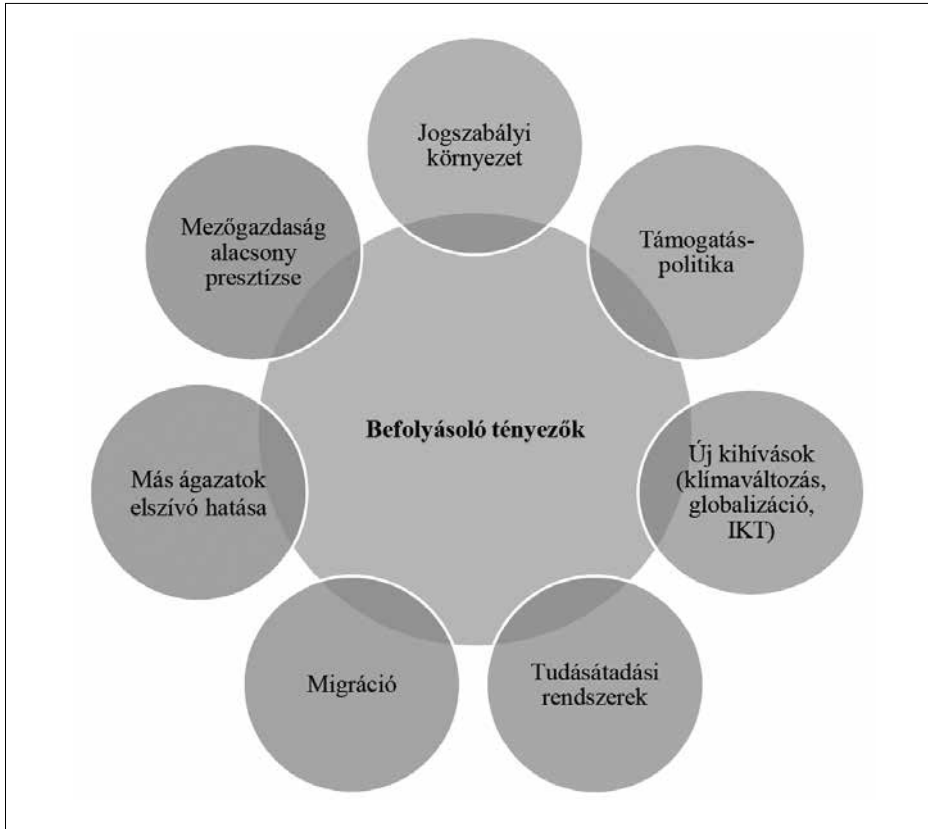 Jogszabályi
környezet
Támogatás-
politika
Új kihívások
(klímaváltozás,
globalizáció,
IKT)
Tudásátadási
rendszerek
Migráció
Más ágazatok
elszívó hatása
Mezőgazdaság
alacsony
presztízse
Befolyásoló tényezők